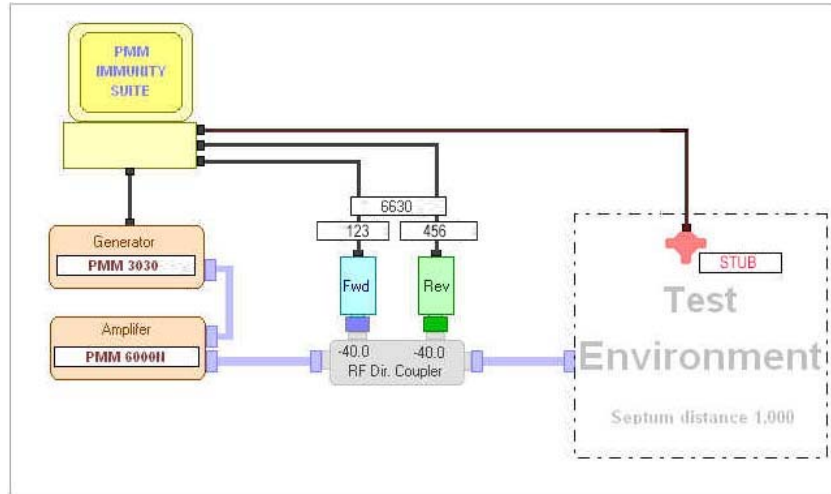 PMM
IMMUNITY
SUITE
6630
123
456
Generator
PMM 3030
Fwd
Rev
STUB
Test
Environment
Amplifer
PMM 6000N
-40.0
-40.0
RF Dir. Coupler
Septum distance 1.000